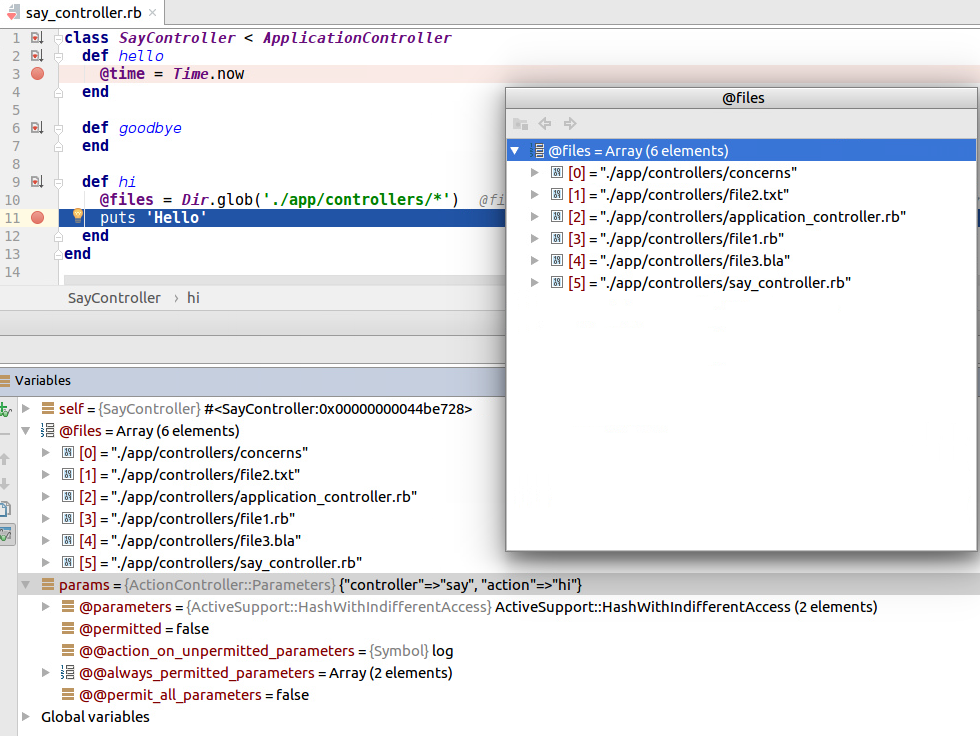 say_controller.rb
1 class SayController < ApplicationController
2 def hello
3 @time = Time.now
4 end
5
6 def goodbye
7 end
8
9 def hi
10 @files = Dir.glob('./app/controllers/*') @fi
11 puts 'Hello'
12 end
13 end
14
SayController › hi
@files
@files = Array (6 elements)
[0] = "./app/controllers/concerns"
[1] = "./app/controllers/file2.txt"
[2] = "./app/controllers/application_controller.rb"
[3] = "./app/controllers/file1.rb"
[4] = "./app/controllers/file3.bla"
[5] = "./app/controllers/say_controller.rb"
Variables
self = {SayController} #<SayController:0x00000000044be728>
@files = Array (6 elements)
[0] = "./app/controllers/concerns"
[1] = "./app/controllers/file2.txt"
[2] = "./app/controllers/application_controller.rb"
[3] = "./app/controllers/file1.rb"
[4] = "./app/controllers/file3.bla"
[5] = "./app/controllers/say_controller.rb"
params = {ActionController::Parameters} {"controller"=>"say", "action"=>"hi"}
@parameters = {ActiveSupport::HashWithIndifferentAccess} ActiveSupport::HashWithIndifferentAccess (2 elements)
@permitted = false
@@action_on_unpermitted_parameters = {Symbol} log
@@always_permitted_parameters = Array (2 elements)
@@permit_all_parameters = false
Global variables